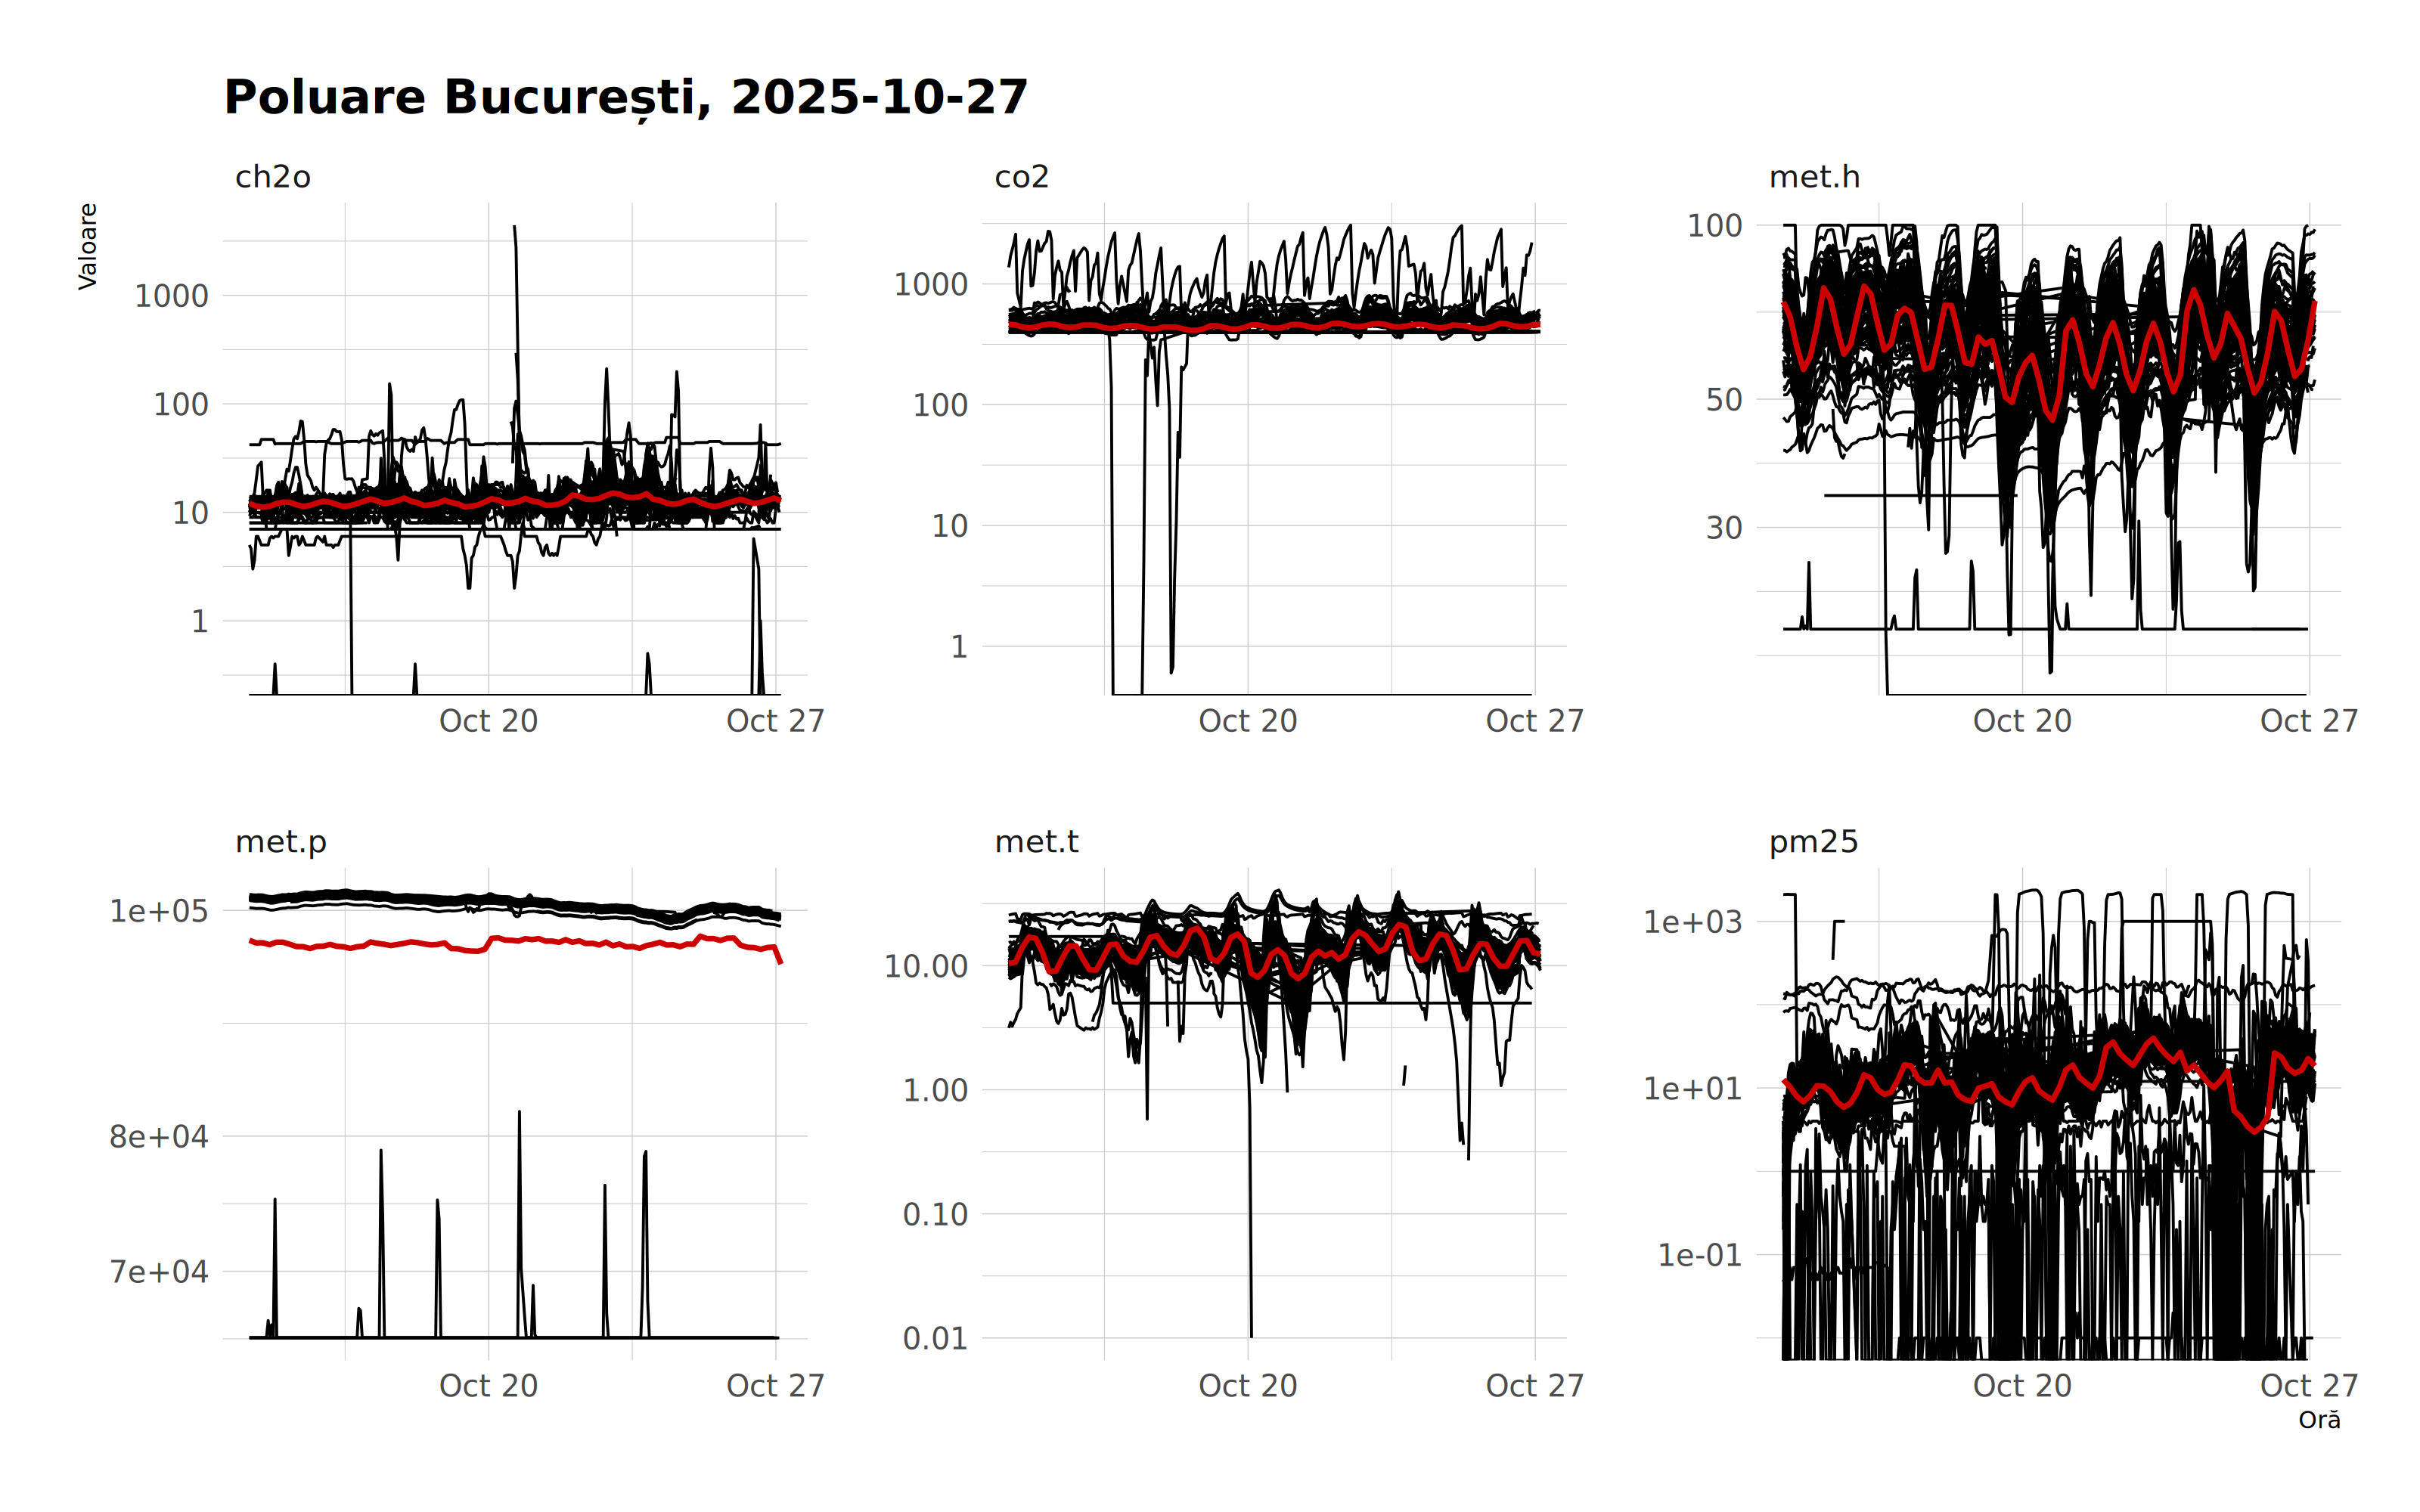 Poluare București, 2025-10-27
Valoare
ch2o
1000
100
10
1
Oct 20
Oct 27
co2
1000
100
10
1
Oct 20
Oct 27
met.h
100
50
30
Oct 20
Oct 27
met.p
1e+05
8e+04
7e+04
Oct 20
Oct 27
met.t
10.00
1.00
0.10
0.01
Oct 20
Oct 27
pm25
1e+03
1e+01
1e-01
Oct 20
Oct 27
Oră